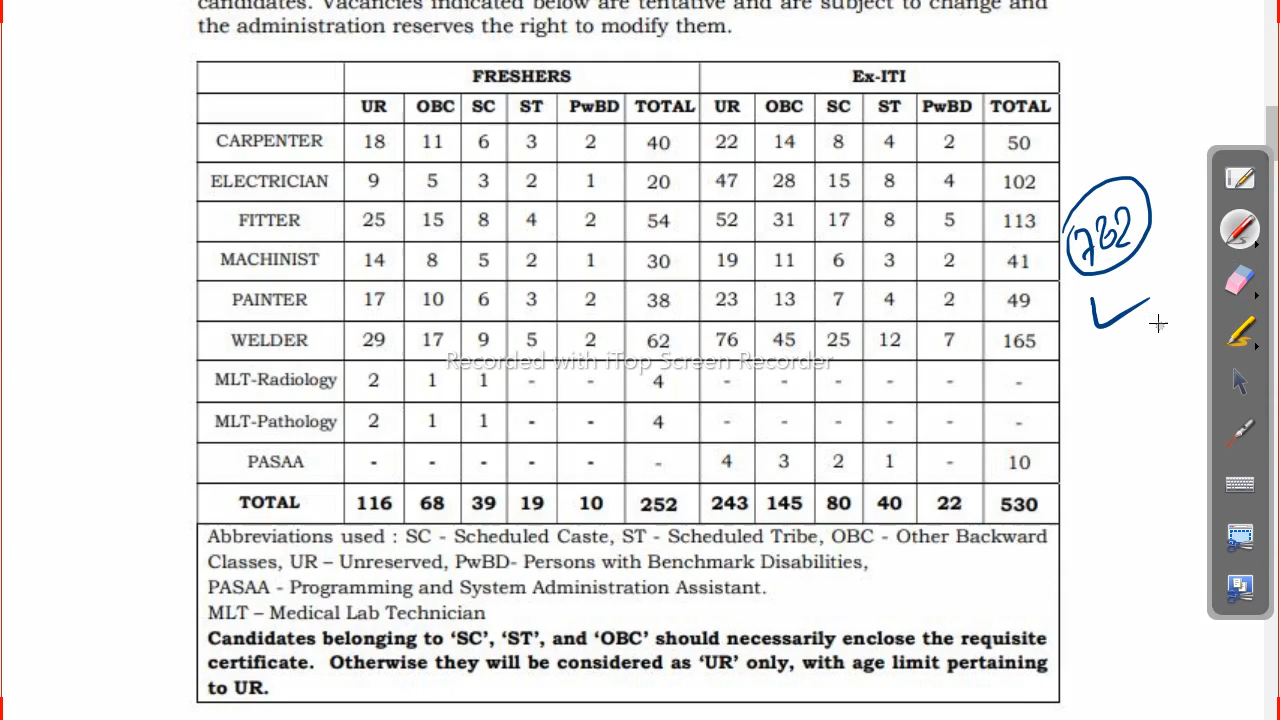 candidates. Vacancies indicated below are tentative and are subject to change and
the administration reserves the right to modify them.
FRESHERS Ex-ITI
UR OBC SC ST PwBD TOTAL UR OBC SC ST PwBD TOTAL
CARPENTER 18 11 6 3 2 40 22 14 8 4 2 50
ELECTRICIAN 9 5 3 2 1 20 47 28 15 8 4 102
FITTER 25 15 8 4 2 54 52 31 17 8 5 113
782
MACHINIST 14 8 5 2 1 30 19 11 6 3 2 41
PAINTER 17 10 6 3 2 38 23 13 7 4 2 49
WELDER 29 17 9 5 2 62 76 45 25 12 7 165
Recorded with iTop Screen Recorder
MLT-Radiology 2 1 1 - - 4 - - - - - -
MLT-Pathology 2 1 1 - - 4 - - - - - -
PASAA - - - - - - 4 3 2 1 - 10
TOTAL 116 68 39 19 10 252 243 145 80 40 22 530
Abbreviations used : SC - Scheduled Caste, ST - Scheduled Tribe, OBC - Other Backward
Classes, UR – Unreserved, PwBD- Persons with Benchmark Disabilities,
PASAA - Programming and System Administration Assistant.
MLT – Medical Lab Technician
Candidates belonging to ‘SC’, ‘ST’, and ‘OBC’ should necessarily enclose the requisite
certificate. Otherwise they will be considered as ‘UR’ only, with age limit pertaining
to UR.